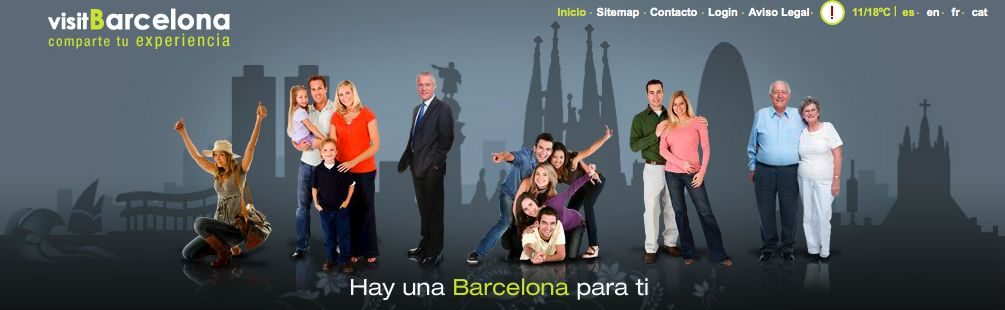 visitBarcelona
comparte tu experiencia
Inicio · Sitemap · Contacto · Login · Aviso Legal · ! 11/18ºC | es · en · fr · cat
Hay una Barcelona para ti